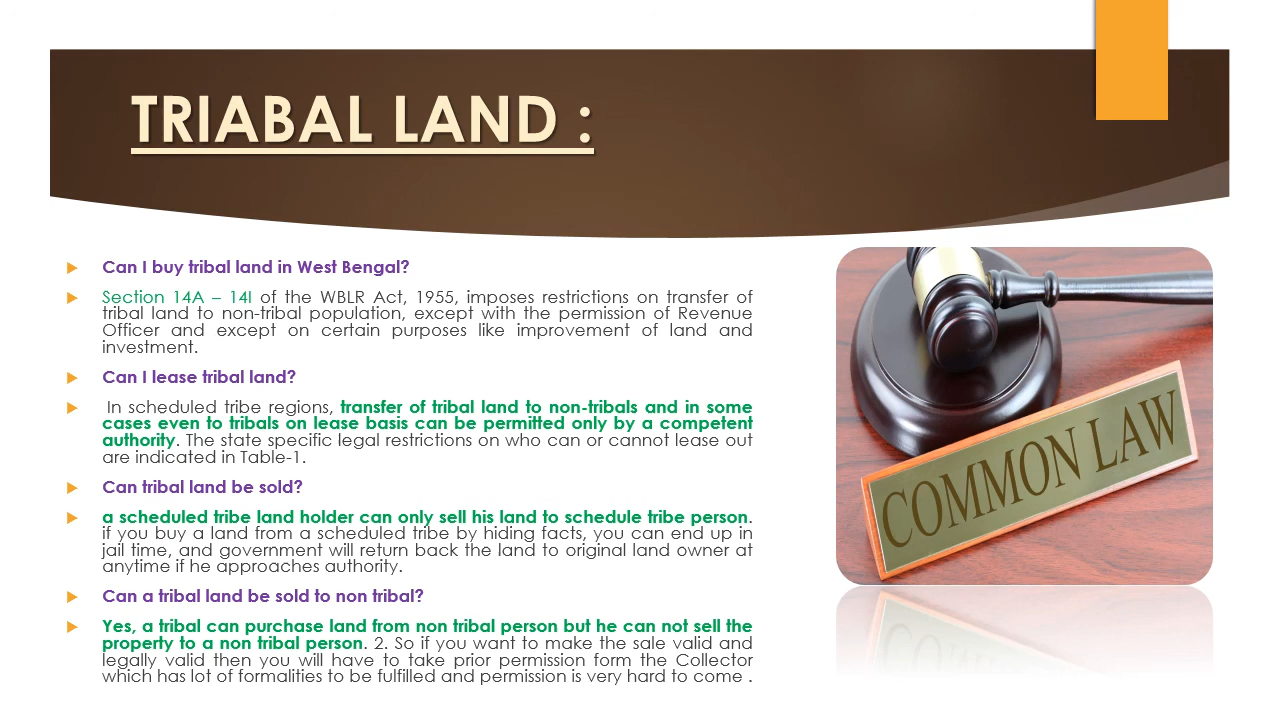 TRIABAL LAND :
Can I buy tribal land in West Bengal?
Section 14A – 14I of the WBLR Act, 1955, imposes restrictions on transfer of
tribal land to non-tribal population, except with the permission of Revenue
Officer and except on certain purposes like improvement of land and
investment.
Can I lease tribal land?
In scheduled tribe regions, transfer of tribal land to non-tribals and in some
cases even to tribals on lease basis can be permitted only by a competent
authority. The state specific legal restrictions on who can or cannot lease out
are indicated in Table-1.
Can tribal land be sold?
a scheduled tribe land holder can only sell his land to schedule tribe person.
if you buy a land from a scheduled tribe by hiding facts, you can end up in
jail time, and government will return back the land to original land owner at
anytime if he approaches authority.
Can a tribal land be sold to non tribal?
Yes, a tribal can purchase land from non tribal person but he can not sell the
property to a non tribal person. 2. So if you want to make the sale valid and
legally valid then you will have to take prior permission form the Collector
which has lot of formalities to be fulfilled and permission is very hard to come .
COMMON LAW